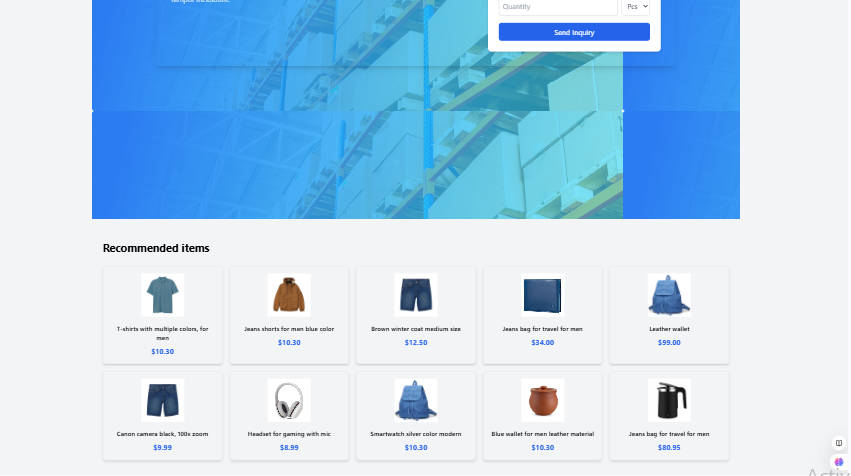 Quantity
Pcs
Send Inquiry
Recommended items
T-shirts with multiple colors, for
men
$10.30
Jeans shorts for men blue color
$10.30
Brown winter coat medium size
$12.50
Jeans bag for travel for men
$34.00
Leather wallet
$99.00
Canon camera black, 100x zoom
$9.99
Headset for gaming with mic
$8.99
Smartwatch silver color modern
$10.30
Blue wallet for men leather material
$10.30
Jeans bag for travel for men
$80.95